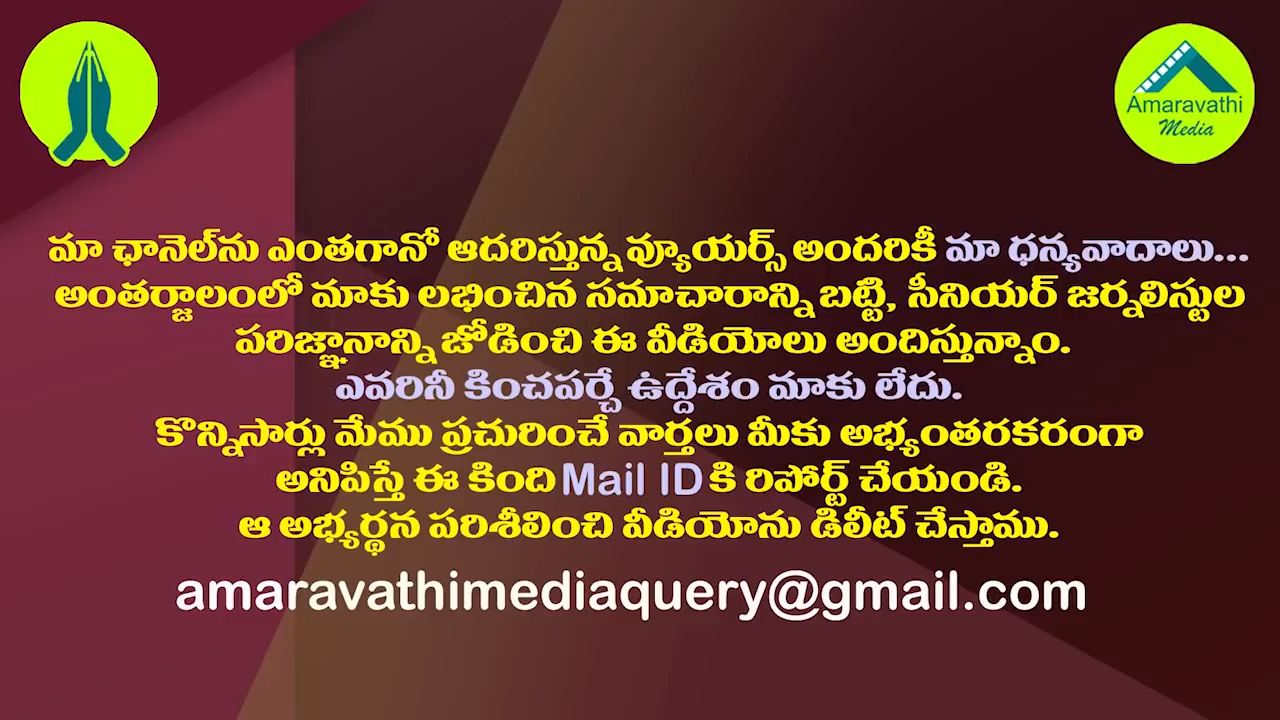 Amaravathi
Media
మా ఛానెల్‌ను ఎంతగానో ఆదరిస్తున్న వ్యూయర్స్ అందరికీ మా ధన్యవాదాలు...
అంతర్జాలంలో మాకు లభించిన సమాచారాన్ని బట్టి, సీనియర్ జర్నలిస్టుల
పరిజ్ఞానాన్ని జోడించి ఈ వీడియోలు అందిస్తున్నాం.
ఎవరినీ కించపర్చే ఉద్దేశం మాకు లేదు.
కొన్నిసార్లు మేము ప్రచురించే వార్తలు మీకు అభ్యంతరకరంగా
అనిపిస్తే ఈ కింది Mail ID కి రిపోర్ట్ చేయండి.
ఆ అభ్యర్థన పరిశీలించి వీడియోను డిలీట్ చేస్తాము.
amaravathimediaquery@gmail.com